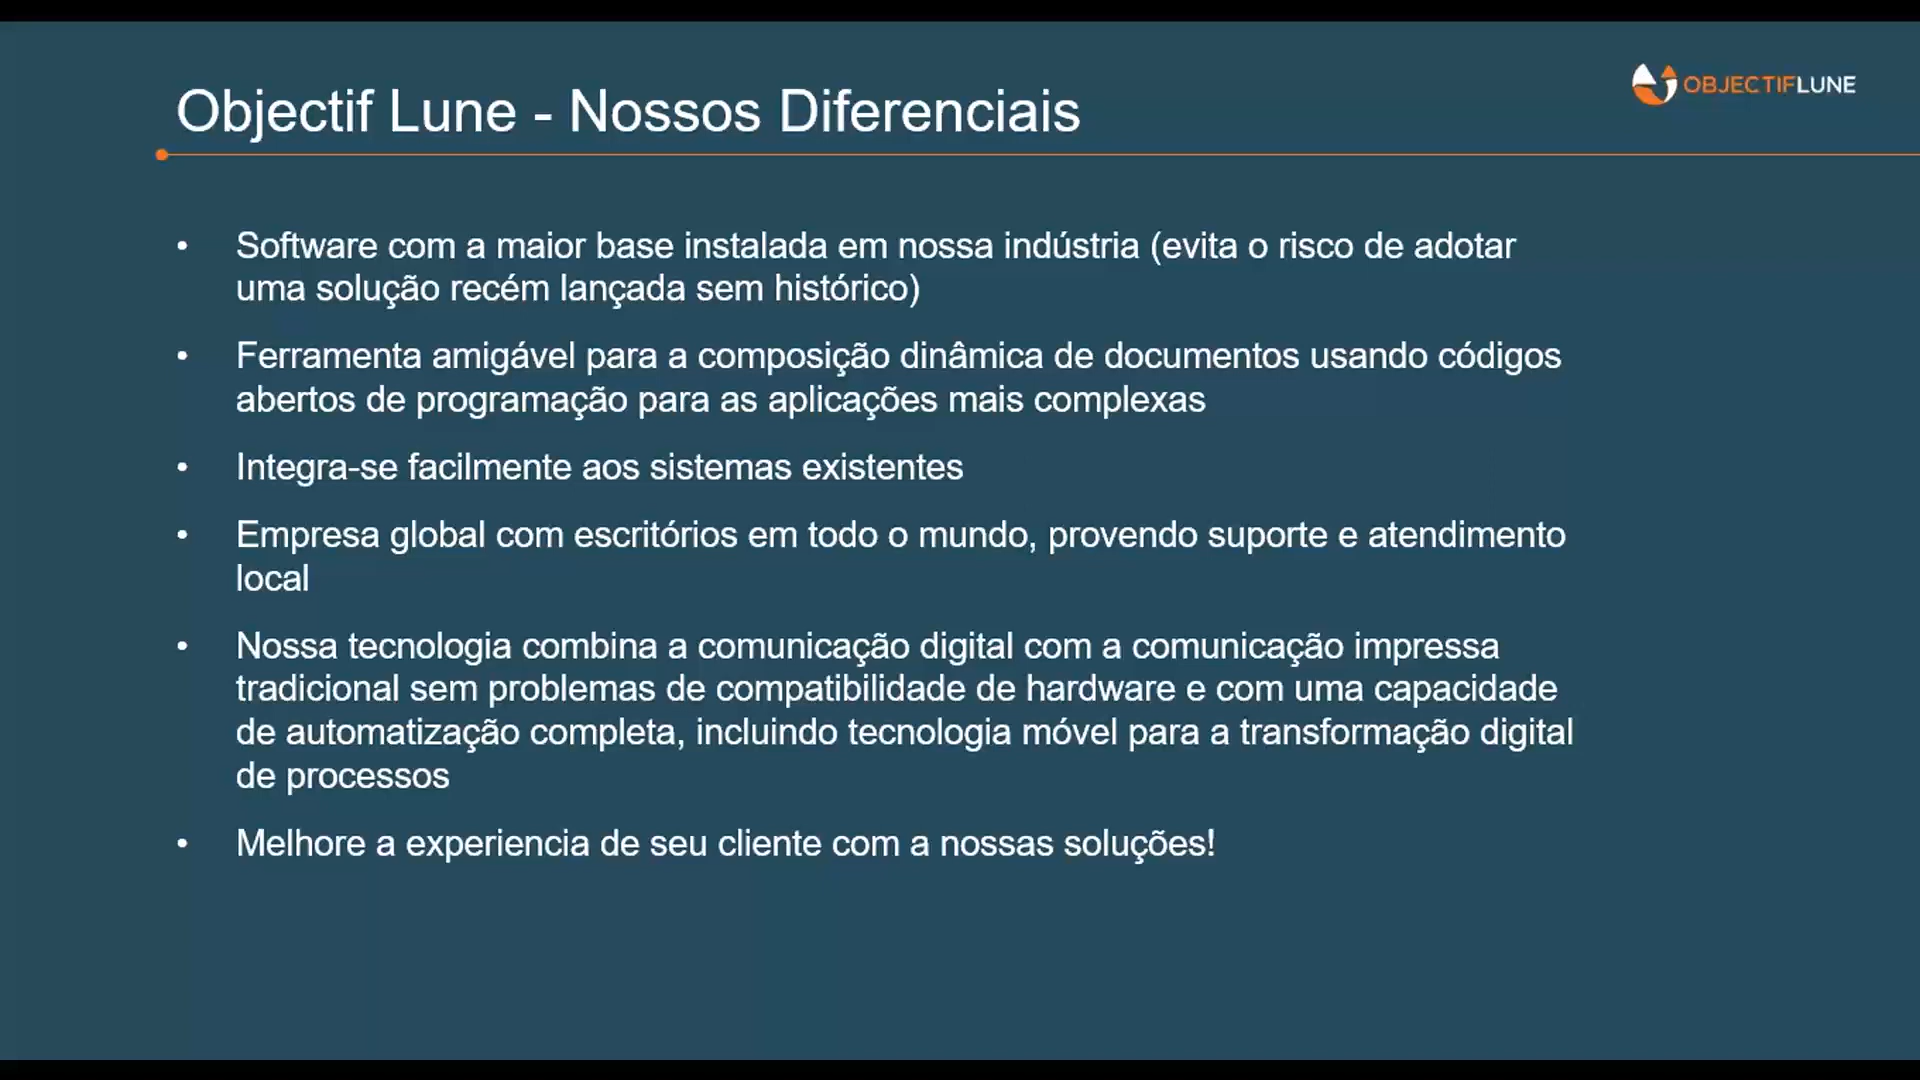 Objectif Lune - Nossos Diferenciais
OBJECTIFLUNE
• Software com a maior base instalada em nossa indústria (evita o risco de adotar
uma solução recém lançada sem histórico)
• Ferramenta amigável para a composição dinâmica de documentos usando códigos
abertos de programação para as aplicações mais complexas
• Integra-se facilmente aos sistemas existentes
• Empresa global com escritórios em todo o mundo, provendo suporte e atendimento
local
• Nossa tecnologia combina a comunicação digital com a comunicação impressa
tradicional sem problemas de compatibilidade de hardware e com uma capacidade
de automatização completa, incluindo tecnologia móvel para a transformação digital
de processos
• Melhore a experiencia de seu cliente com a nossas soluções!